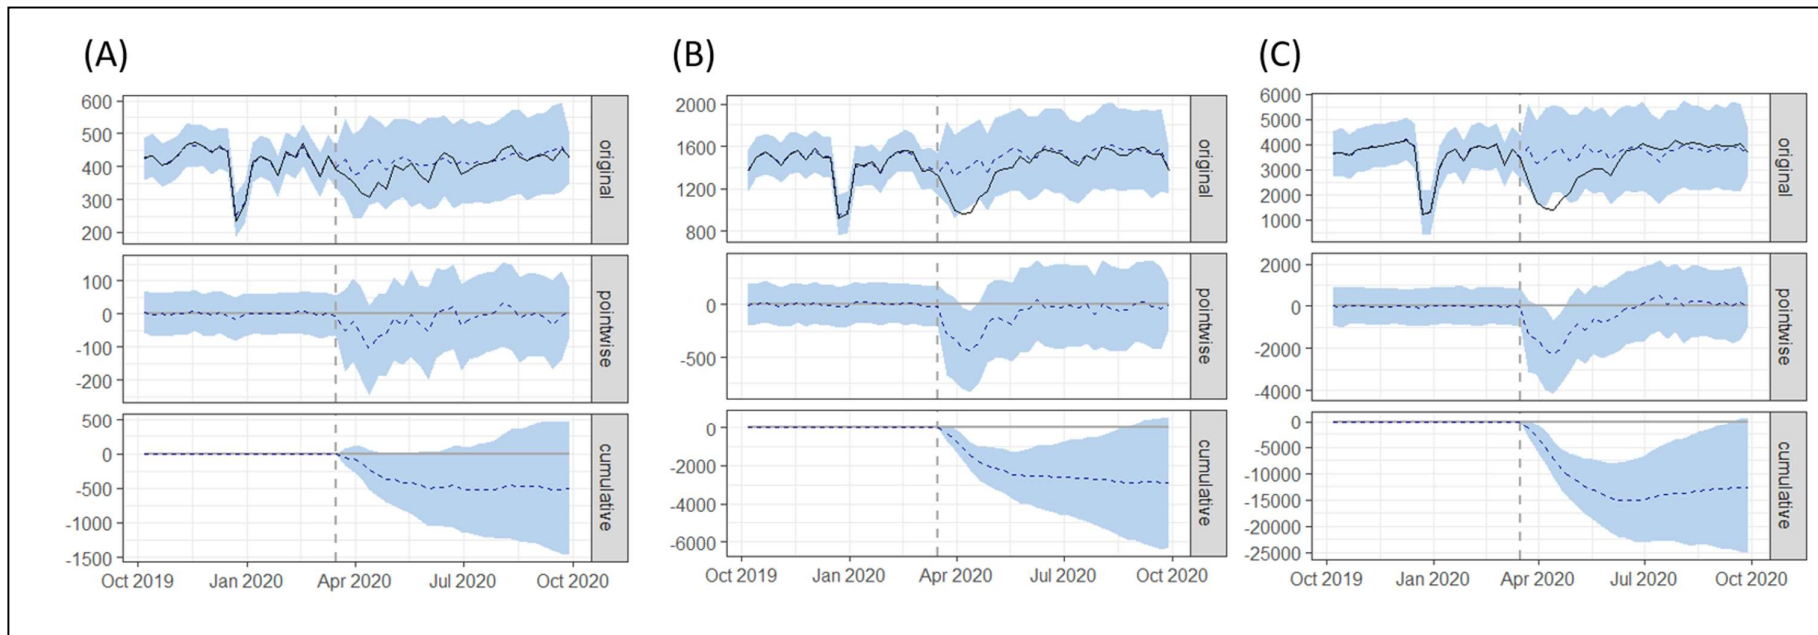 (A)
600
500
400
300
200
original
100
0
-100
-200
pointwise
500
0
-500
-1000
-1500
cumulative
Oct 2019 Jan 2020 Apr 2020 Jul 2020 Oct 2020
(B)
2000
1600
1200
800
original
0
-500
pointwise
0
-2000
-4000
-6000
cumulative
Oct 2019 Jan 2020 Apr 2020 Jul 2020 Oct 2020
(C)
6000
5000
4000
3000
2000
1000
original
2000
0
-2000
-4000
pointwise
0
-5000
-10000
-15000
-20000
-25000
cumulative
Oct 2019 Jan 2020 Apr 2020 Jul 2020 Oct 2020